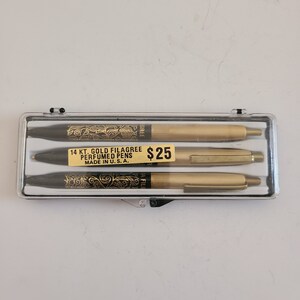 14 KT. GOLD FILAGREE
PERFUMED PENS
MADE IN U.S.A.
$25